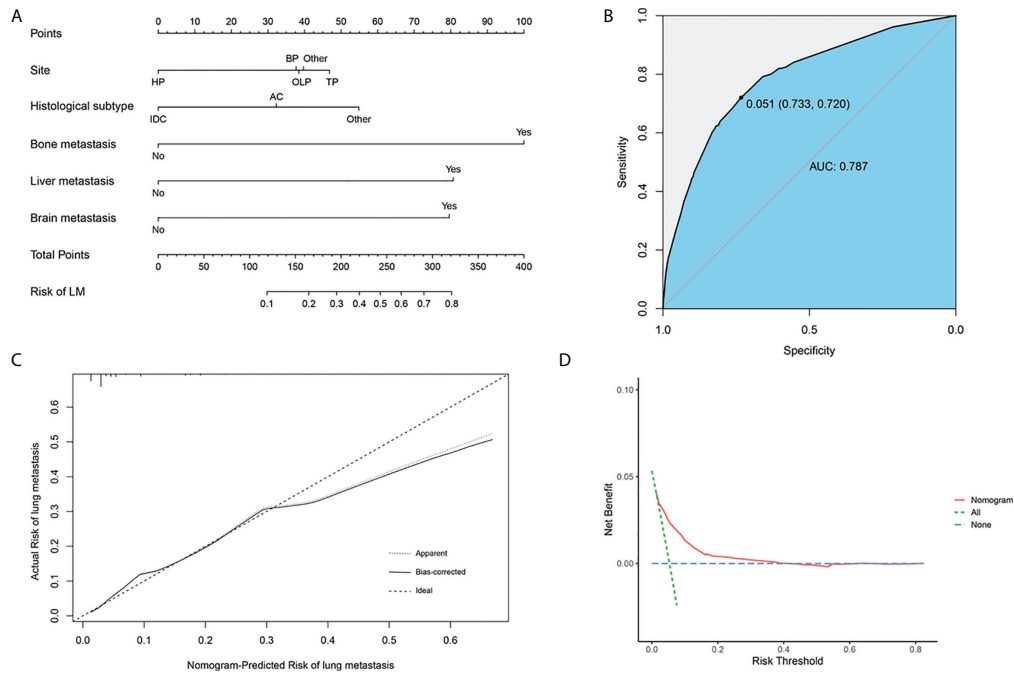 A
Points
0 10 20 30 40 50 60 70 80 90 100
Site
BP Other
HP OLP TP
Histological subtype
AC
IDC Other
Bone metastasis
Yes
No
Liver metastasis
Yes
No
Brain metastasis
Yes
No
Total Points
0 50 100 150 200 250 300 350 400
Risk of LM
0.1 0.2 0.3 0.4 0.5 0.6 0.7 0.8
B
Sensitivity
1.0
0.8
0.6
0.4
0.2
0.0
0.051 (0.733, 0.720)
AUC: 0.787
1.0 0.5 0.0
Specificity
C
Actual Risk of lung metastasis
0.6
0.5
0.4
0.3
0.2
0.1
0.0
Apparent
Bias-corrected
Ideal
0.0 0.1 0.2 0.3 0.4 0.5 0.6
Nomogram-Predicted Risk of lung metastasis
D
Net Benefit
0.10
0.05
0.00
Nomogram
All
None
0.0 0.2 0.4 0.6 0.8
Risk Threshold